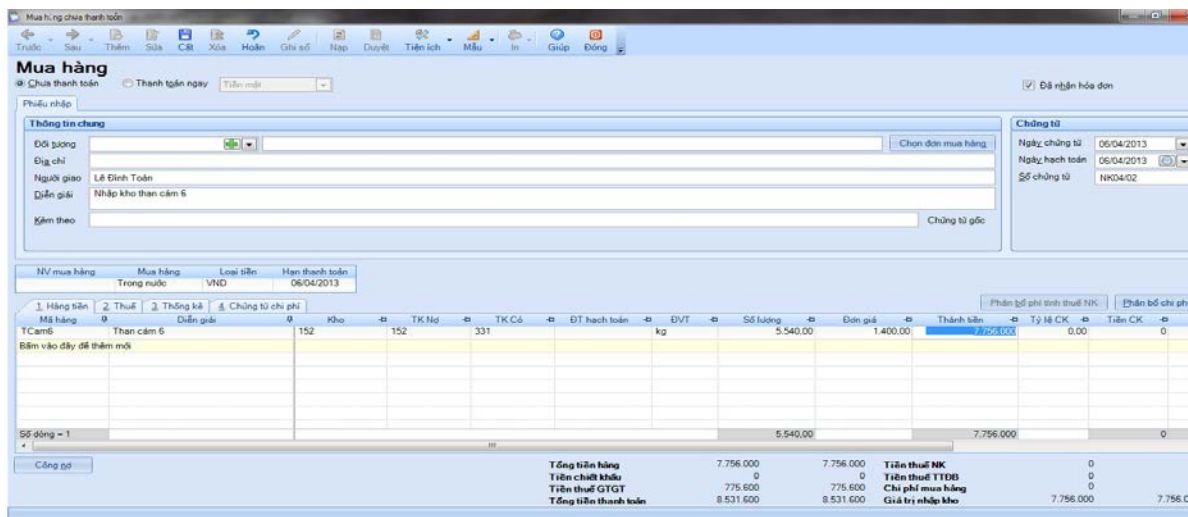 Mua hàng chưa thanh toán
Trước Sau Thêm Sửa Cất Xóa Hoãn Ghi sổ Nạp Duyệt Tiện ích Mẫu In Giúp Đóng
Mua hàng
Chưa thanh toán Thanh toán ngay Tiền mặt Đã nhận hóa đơn
Phiếu nhập
Thông tin chung Chứng từ
Đối tượng Chọn đơn mua hàng Ngày chứng từ 06/04/2013
Địa chỉ Ngày hạch toán 06/04/2013
Người giao Lê Đình Toàn Số chứng từ NK04/02
Diễn giải Nhập kho than cám 6
Kèm theo Chứng từ gốc
NV mua hàng Mua hàng Loại tiền Hạn thanh toán
Trong nước VND 06/04/2013
1. Hàng tiền 2. Thuế 3. Thống kê 4. Chứng từ chi phí Phân bổ phí tính thuế NK Phân bổ chi ph
Mã hàng Diễn giải Kho TK Nợ TK Có ĐT hạch toán ĐVT Số lượng Đơn giá Thành tiền Tỷ lệ CK Tiền CK
TCam6 Than cám 6 152 152 331 kg 5.540,00 1.400,00 7.756.000 0,00 0
Bấm vào đây để thêm mới
Số dòng = 1 5.540,00 7.756.000 0
Công nợ Tổng tiền hàng 7.756.000 7.756.000 Tiền thuế NK 0
Tiền chiết khấu 0 0 Tiền thuế TTĐB 0
Tiền thuế GTGT 775.600 775.600 Chi phí mua hàng 0
Tổng tiền thanh toán 8.531.600 8.531.600 Giá trị nhập kho 7.756.000 7.756.0